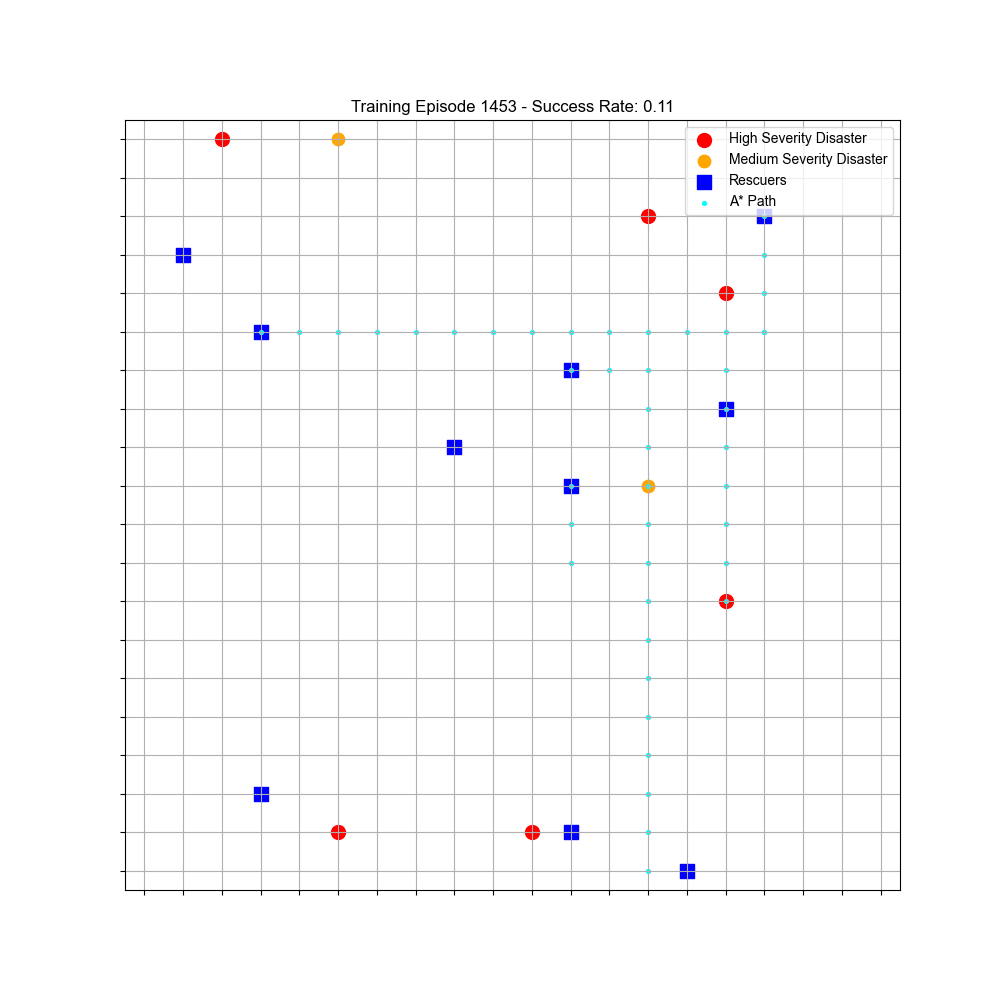 Training Episode 1453 - Success Rate: 0.11
High Severity Disaster
Medium Severity Disaster
Rescuers
A* Path